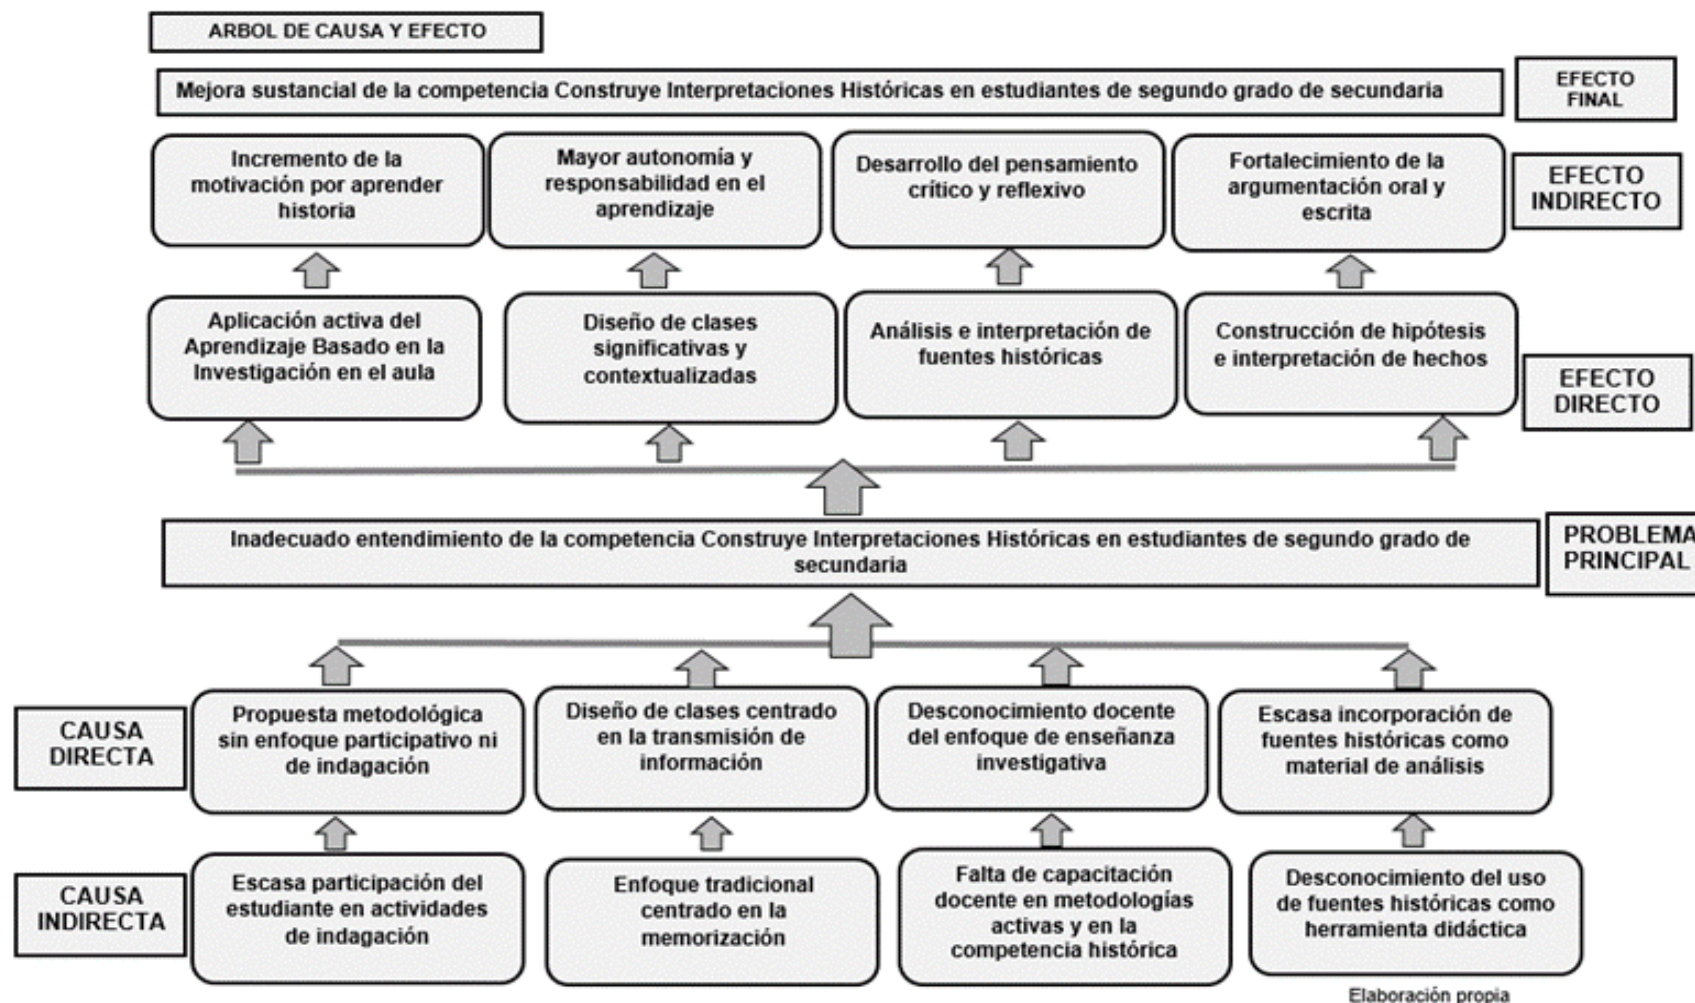 ARBOL DE CAUSA Y EFECTO
Mejora sustancial de la competencia Construye Interpretaciones Históricas en estudiantes de segundo grado de secundaria
EFECTO
FINAL
Incremento de la
motivación por aprender
historia
Mayor autonomía y
responsabilidad en el
aprendizaje
Desarrollo del pensamiento
crítico y reflexivo
Fortalecimiento de la
argumentación oral y
escrita
EFECTO
INDIRECTO
Aplicación activa del
Aprendizaje Basado en la
Investigación en el aula
Diseño de clases
significativas y
contextualizadas
Análisis e interpretación de
fuentes históricas
Construcción de hipótesis
e interpretación de hechos
EFECTO
DIRECTO
Inadecuado entendimiento de la competencia Construye Interpretaciones Históricas en estudiantes de segundo grado de
secundaria
PROBLEMA
PRINCIPAL
CAUSA
DIRECTA
Propuesta metodológica
sin enfoque participativo ni
de indagación
Diseño de clases centrado
en la transmisión de
información
Desconocimiento docente
del enfoque de enseñanza
investigativa
Escasa incorporación de
fuentes históricas como
material de análisis
CAUSA
INDIRECTA
Escasa participación del
estudiante en actividades
de indagación
Enfoque tradicional
centrado en la
memorización
Falta de capacitación
docente en metodologías
activas y en la
competencia histórica
Desconocimiento del uso
de fuentes históricas como
herramienta didáctica
Elaboración propia